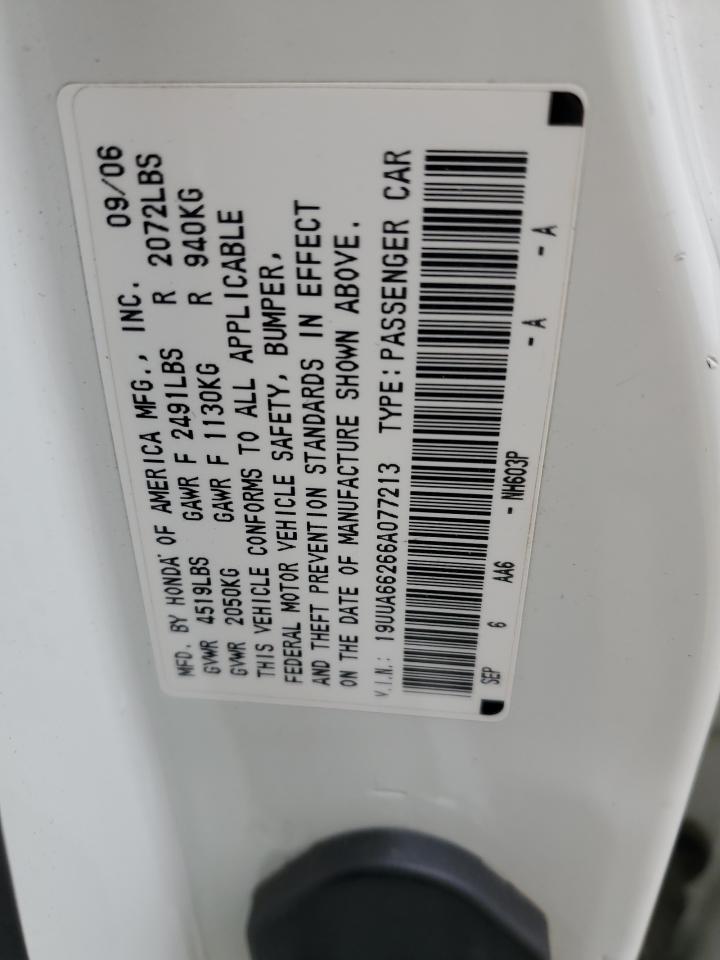 MFD. BY HONDA OF AMERICA MFG., INC. 09/06
GVWR 4519LBS GAWR F 2491LBS R 2072LBS
GVWR 2050KG GAWR F 1130KG R 940KG
THIS VEHICLE CONFORMS TO ALL APPLICABLE
FEDERAL MOTOR VEHICLE SAFETY, BUMPER,
AND THEFT PREVENTION STANDARDS IN EFFECT
ON THE DATE OF MANUFACTURE SHOWN ABOVE.
V.I.N.: 19UUA66266A077213 TYPE: PASSENGER CAR
SEP 6 AA6 - NH603P - A - A